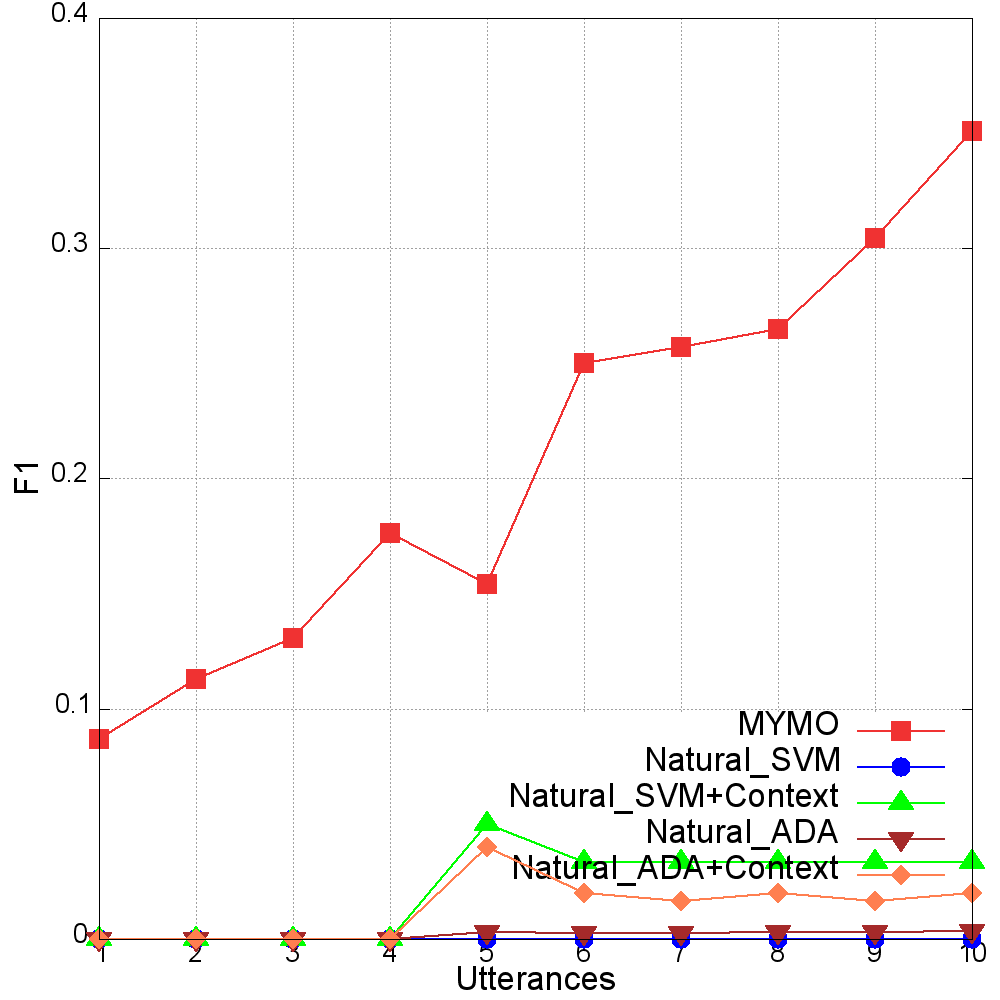 0.4
0.3
0.2
0.1
0
F1
MYMO
Natural_SVM
Natural_SVM+Context
Natural_ADA
Natural_ADA+Context
1 2 3 4 5 6 7 8 9 10
Utterances